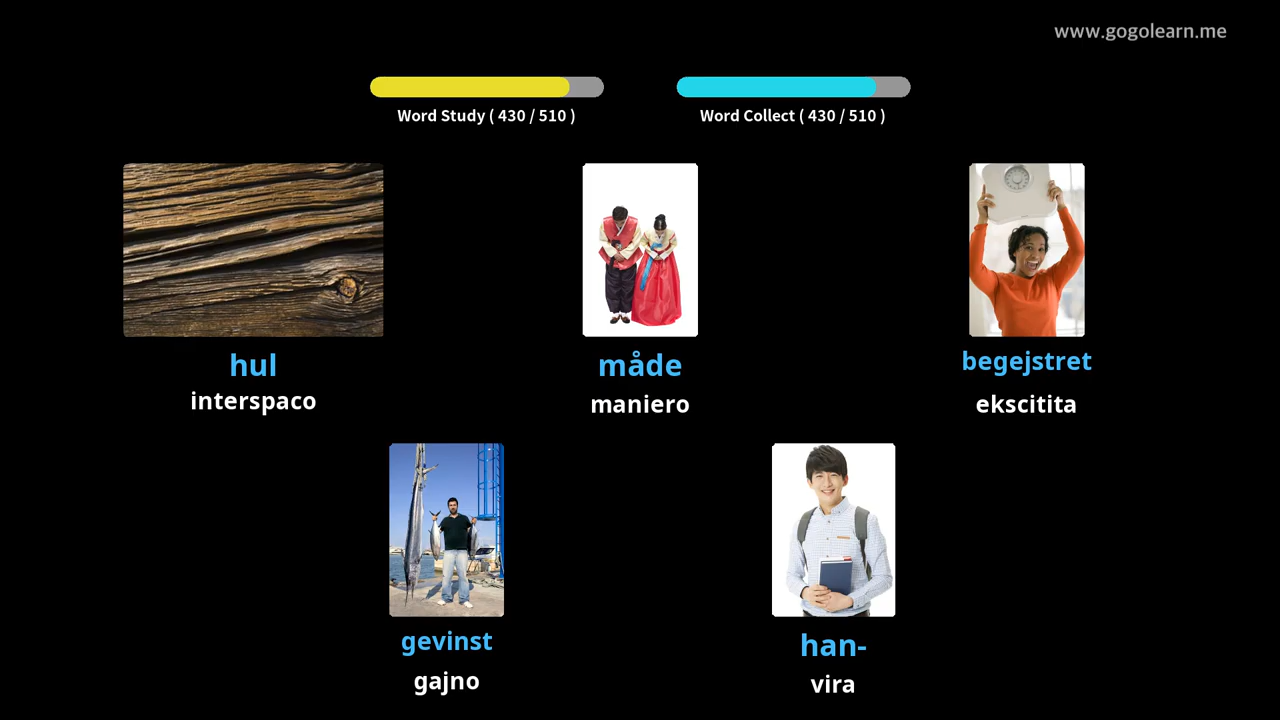 www.gogolearn.me
Word Study ( 430 / 510 )
Word Collect ( 430 / 510 )
hul
interspaco
måde
maniero
begejstret
ekscitita
gevinst
gajno
han-
vira